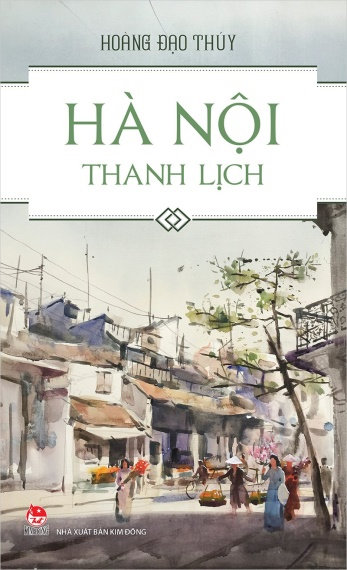 HOÀNG ĐẠO THÚY
HÀ NỘI
THANH LỊCH
NHÀ XUẤT BẢN KIM ĐỒNG